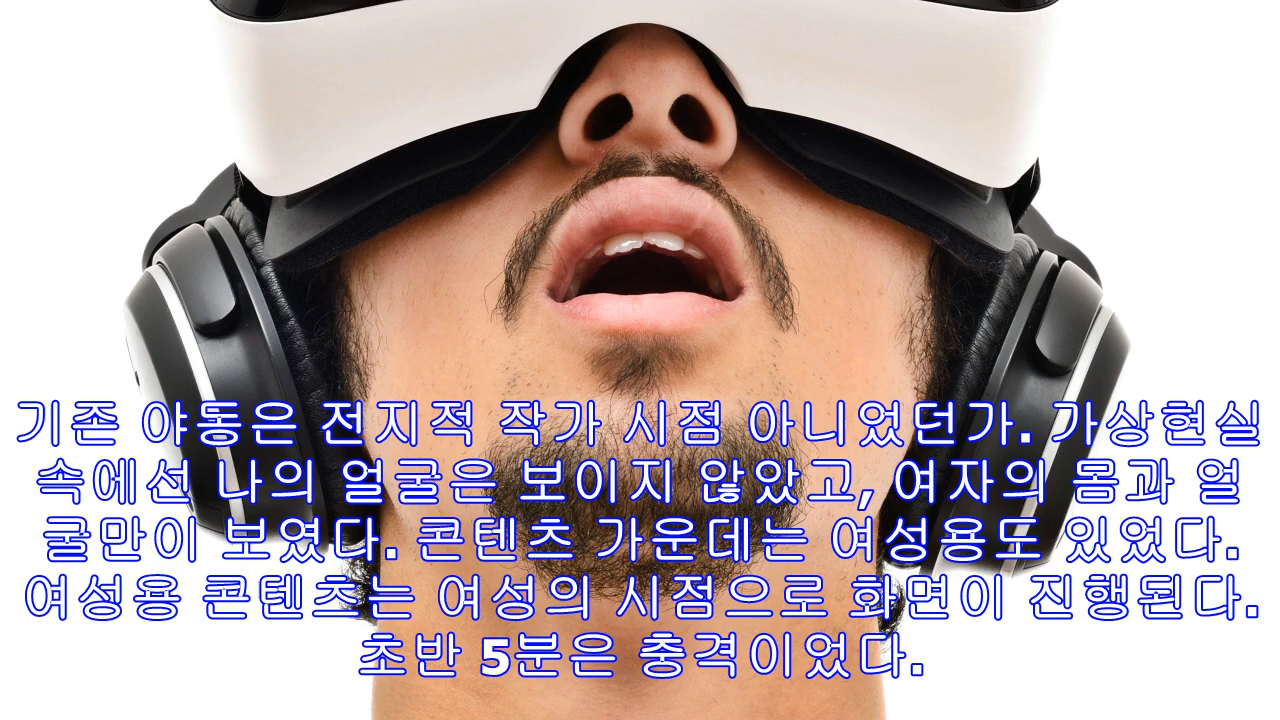 기존 야동은 전지적 작가 시점 아니었던가. 가상현실
속에선 나의 얼굴은 보이지 않았고, 여자의 몸과 얼
굴만이 보였다. 콘텐츠 가운데는 여성용도 있었다.
여성용 콘텐츠는 여성의 시점으로 화면이 진행된다.
초반 5분은 충격이었다.